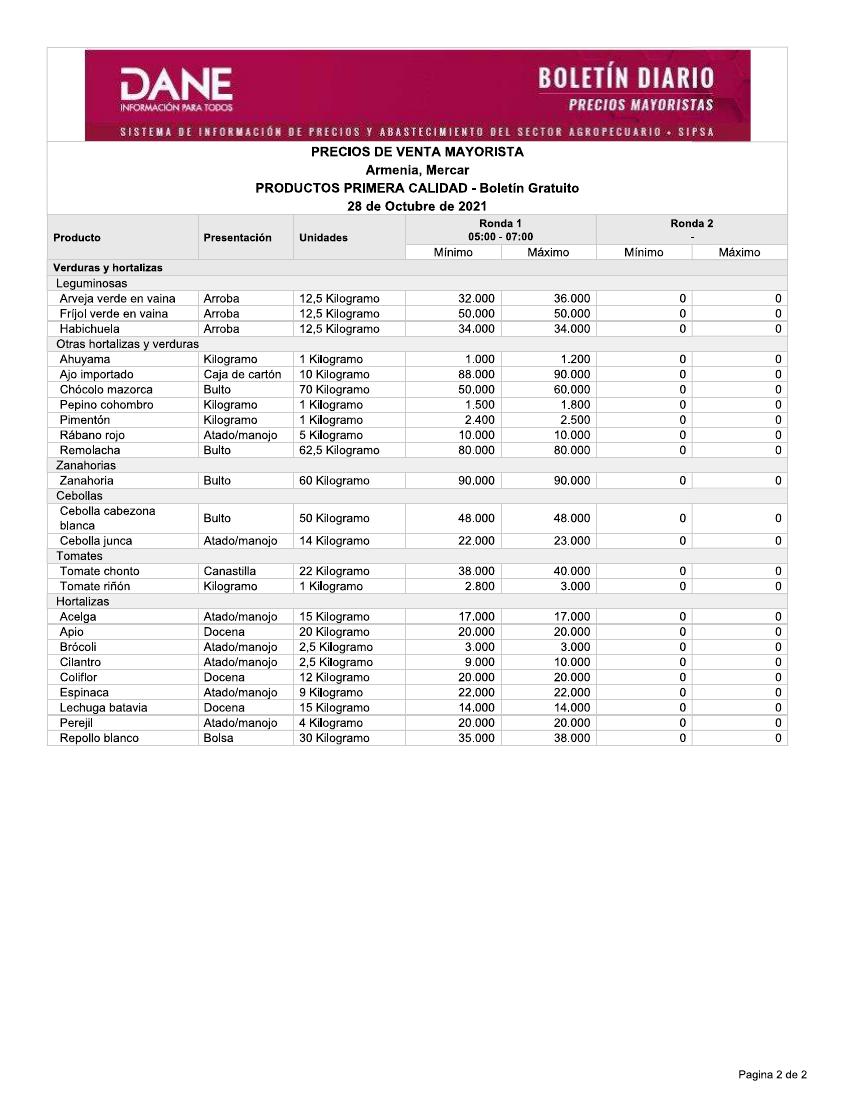 DANE
INFORMACIÓN PARA TODOS
BOLETÍN DIARIO
PRECIOS MAYORISTAS
SISTEMA DE INFORMACIÓN DE PRECIOS Y ABASTECIMIENTO DEL SECTOR AGROPECUARIO • SIPSA
PRECIOS DE VENTA MAYORISTA
Armenia, Mercar
PRODUCTOS PRIMERA CALIDAD - Boletín Gratuito
28 de Octubre de 2021
Producto Presentación Unidades Ronda 1 Ronda 2
05:00 - 07:00 -
Mínimo Máximo Mínimo Máximo
Verduras y hortalizas
Leguminosas
Arveja verde en vaina Arroba 12,5 Kilogramo 32.000 36.000 0 0
Fríjol verde en vaina Arroba 12,5 Kilogramo 50.000 50.000 0 0
Habichuela Arroba 12,5 Kilogramo 34.000 34.000 0 0
Otras hortalizas y verduras
Ahuyama Kilogramo 1 Kilogramo 1.000 1.200 0 0
Ajo importado Caja de cartón 10 Kilogramo 88.000 90.000 0 0
Chócolo mazorca Bulto 70 Kilogramo 50.000 60.000 0 0
Pepino cohombro Kilogramo 1 Kilogramo 1.500 1.800 0 0
Pimentón Kilogramo 1 Kilogramo 2.400 2.500 0 0
Rábano rojo Atado/manojo 5 Kilogramo 10.000 10.000 0 0
Remolacha Bulto 62,5 Kilogramo 80.000 80.000 0 0
Zanahorias
Zanahoria Bulto 60 Kilogramo 90.000 90.000 0 0
Cebollas
Cebolla cabezona
blanca Bulto 50 Kilogramo 48.000 48.000 0 0
Cebolla junca Atado/manojo 14 Kilogramo 22.000 23.000 0 0
Tomates
Tomate chonto Canastilla 22 Kilogramo 38.000 40.000 0 0
Tomate riñón Kilogramo 1 Kilogramo 2.800 3.000 0 0
Hortalizas
Acelga Atado/manojo 15 Kilogramo 17.000 17.000 0 0
Apio Docena 20 Kilogramo 20.000 20.000 0 0
Brócoli Atado/manojo 2,5 Kilogramo 3.000 3.000 0 0
Cilantro Atado/manojo 2,5 Kilogramo 9.000 10.000 0 0
Coliflor Docena 12 Kilogramo 20.000 20.000 0 0
Espinaca Atado/manojo 9 Kilogramo 22.000 22.000 0 0
Lechuga batavia Docena 15 Kilogramo 14.000 14.000 0 0
Perejil Atado/manojo 4 Kilogramo 20.000 20.000 0 0
Repollo blanco Bolsa 30 Kilogramo 35.000 38.000 0 0
Pagina 2 de 2